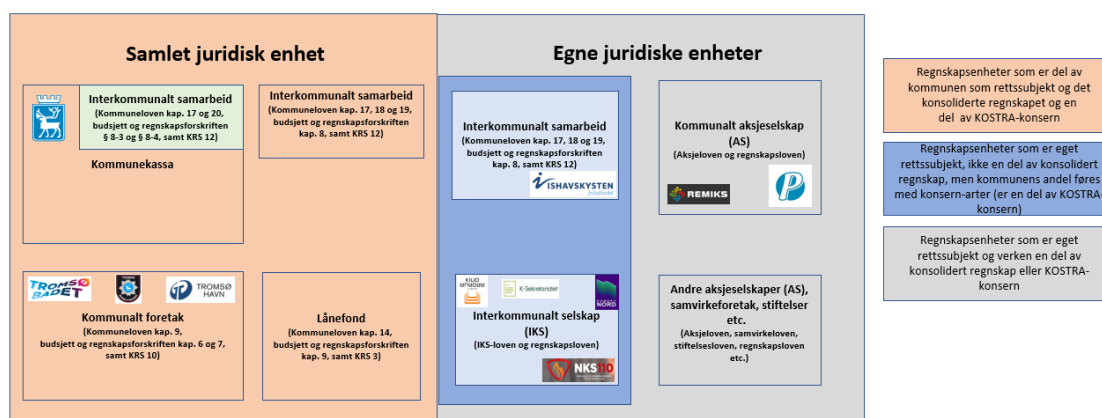 Samlet juridisk enhet
Egne juridiske enheter
Interkommunalt samarbeid
(Kommuneloven kap. 17 og 20,
budsjett og regnskapsforskriften
§ 8-3 og § 8-4, samt KRS 12)
Kommunekassa
Interkommunalt samarbeid
(Kommuneloven kap. 17, 18 og 19,
budsjett og regnskapsforskriften
kap. 8, samt KRS 12)
Interkommunalt samarbeid
(Kommuneloven kap. 17, 18 og 19,
budsjett og regnskapsforskriften
kap. 8, samt KRS 12)
ISHAVSKYSTEN
friluftsråd
Kommunalt aksjeselskap
(AS)
(Aksjeloven og regnskapsloven)
REMIKS
P
TROMSØ
BADET
TROMSØ
HAVN
Kommunalt foretak
(Kommuneloven kap. 9,
budsjett og regnskapsforskriften kap. 6 og 7,
samt KRS 10)
Lånefond
(Kommuneloven kap. 14,
budsjett og regnskapsforskriften
kap. 9, samt KRS 3)
K-Sekretariatet
NORD
Interkommunalt selskap
(IKS)
(IKS-loven og regnskapsloven)
NKS110
Andre aksjeselskaper (AS),
samvirkeforetak, stiftelser
etc.
(Aksjeloven, samvirkeloven,
stiftelsesloven, regnskapsloven
etc.)
Regnskapsenheter som er del av
kommunen som rettssubjekt og det
konsoliderte regnskapet og en
del av KOSTRA-konsern
Regnskapsenheter som er eget
rettssubjekt, ikke en del av konsolidert
regnskap, men kommunens andel føres
med konsern-arter (er en del av KOSTRA-
konsern)
Regnskapsenheter som er eget
rettssubjekt og verken en del av
konsolidert regnskap eller KOSTRA-
konsern